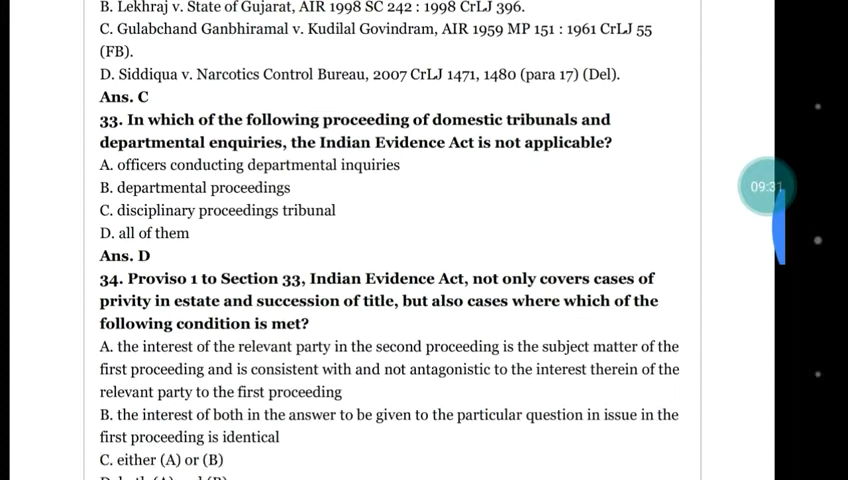 B. Lekhraj v. State of Gujarat, AIR 1998 SC 242 : 1998 CrLJ 396.
C. Gulabchand Ganbhiramal v. Kudilal Govindram, AIR 1959 MP 151 : 1961 CrLJ 55
(FB).
D. Siddiqua v. Narcotics Control Bureau, 2007 CrLJ 1471, 1480 (para 17) (Del).
Ans. C
33. In which of the following proceeding of domestic tribunals and
departmental enquiries, the Indian Evidence Act is not applicable?
A. officers conducting departmental inquiries
B. departmental proceedings
C. disciplinary proceedings tribunal
D. all of them
Ans. D
34. Proviso 1 to Section 33, Indian Evidence Act, not only covers cases of
privity in estate and succession of title, but also cases where which of the
following condition is met?
A. the interest of the relevant party in the second proceeding is the subject matter of the
first proceeding and is consistent with and not antagonistic to the interest therein of the
relevant party to the first proceeding
B. the interest of both in the answer to be given to the particular question in issue in the
first proceeding is identical
C. either (A) or (B)
D. both (A) and (B)
09:31